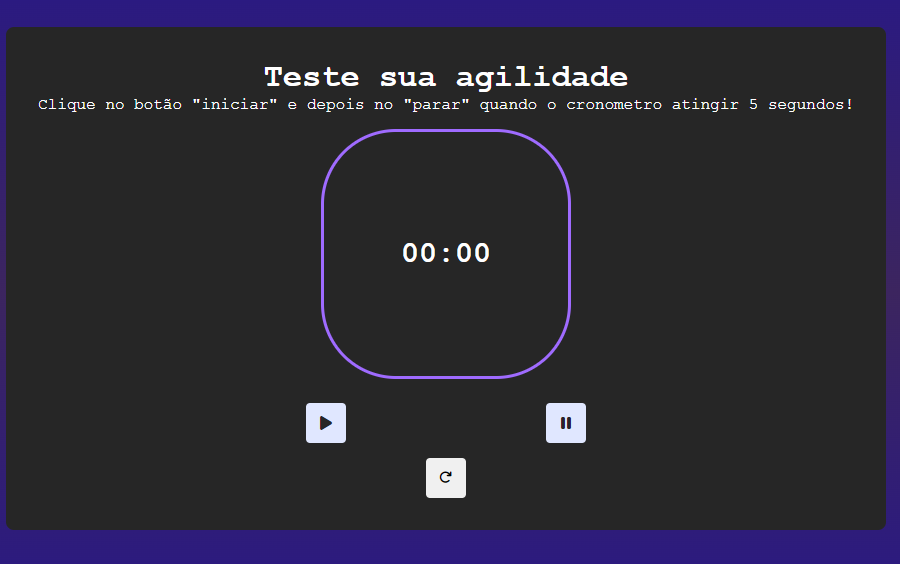 Teste sua agilidade
Clique no botão "iniciar" e depois no "parar" quando o cronometro atingir 5 segundos!
00:00